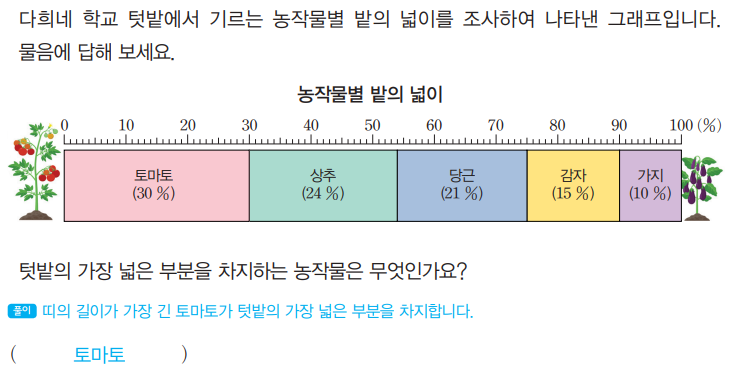 다희네 학교 텃밭에서 기르는 농작물별 밭의 넓이를 조사하여 나타낸 그래프입니다.
물음에 답해 보세요.
농작물별 밭의 넓이
0 10 20 30 40 50 60 70 80 90 100 (%)
토마토 상추 당근 감자 가지
(30 %) (24 %) (21 %) (15 %) (10 %)
텃밭의 가장 넓은 부분을 차지하는 농작물은 무엇인가요?
풀이 띠의 길이가 가장 긴 토마토가 텃밭의 가장 넓은 부분을 차지합니다.
( 토마토 )